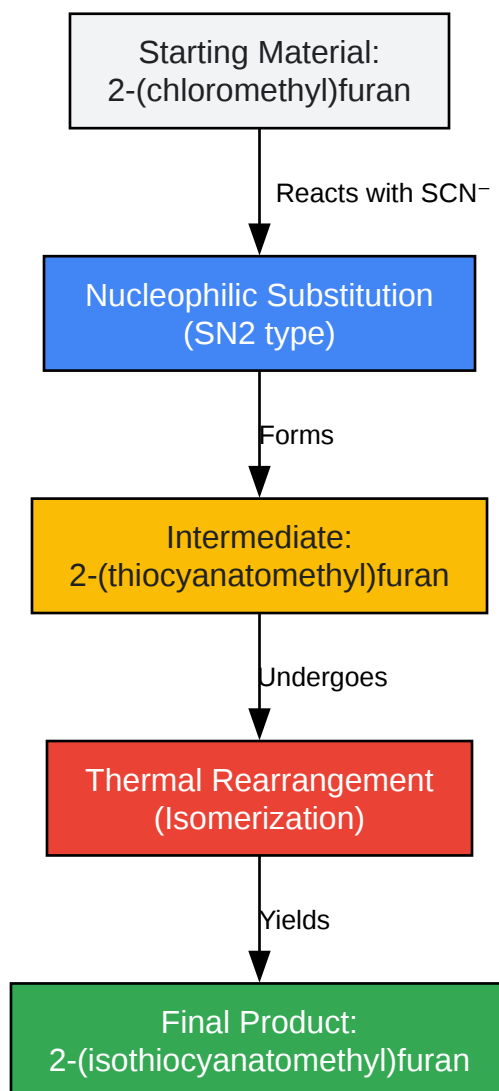 Starting Material:
2-(chloromethyl)furan
Reacts with SCN⁻
Nucleophilic Substitution
(SN2 type)
Forms
Intermediate:
2-(thiocyanatomethyl)furan
Undergoes
Thermal Rearrangement
(Isomerization)
Yields
Final Product:
2-(isothiocyanatomethyl)furan